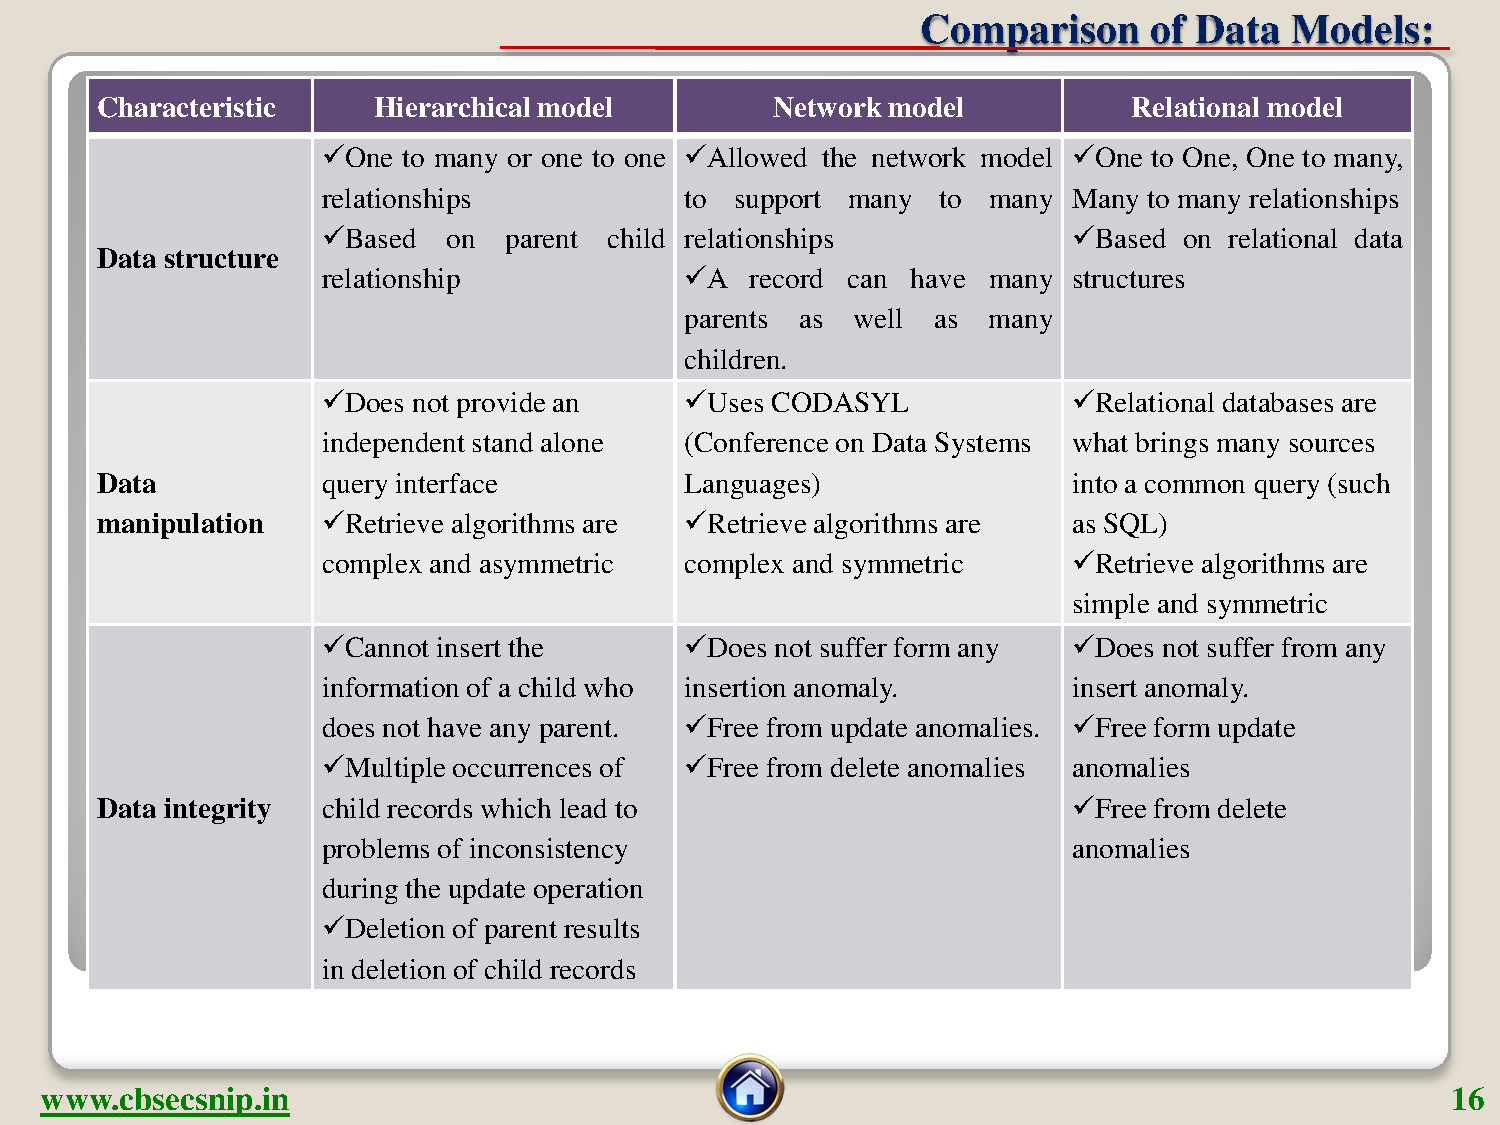 Comparison of Data Models:
Characteristic
Hierarchical model
Network model
Relational model
Data structure
✓One to many or one to one
relationships
✓Based on parent child
relationship
✓Allowed the network model
to support many to many
relationships
✓A record can have many
parents as well as many
children.
✓One to One, One to many,
Many to many relationships
✓Based on relational data
structures
Data
manipulation
✓Does not provide an
independent stand alone
query interface
✓Retrieve algorithms are
complex and asymmetric
✓Uses CODASYL
(Conference on Data Systems
Languages)
✓Retrieve algorithms are
complex and symmetric
✓Relational databases are
what brings many sources
into a common query (such
as SQL)
✓Retrieve algorithms are
simple and symmetric
Data integrity
✓Cannot insert the
information of a child who
does not have any parent.
✓Multiple occurrences of
child records which lead to
problems of inconsistency
during the update operation
✓Deletion of parent results
in deletion of child records
✓Does not suffer form any
insertion anomaly.
✓Free from update anomalies.
✓Free from delete anomalies
✓Does not suffer from any
insert anomaly.
✓Free form update
anomalies
✓Free from delete
anomalies
www.cbsecsnip.in
16